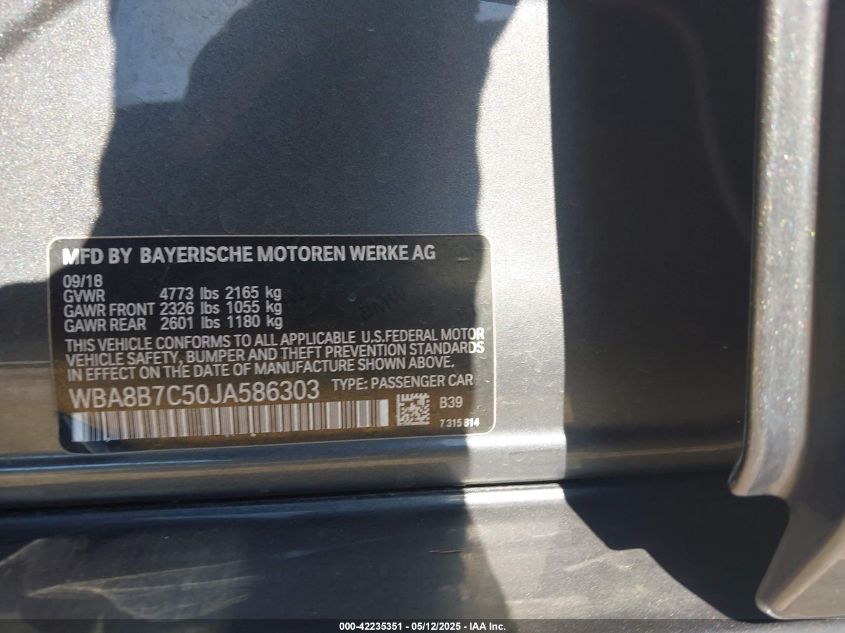 MFD BY BAYERISCHE MOTOREN WERKE AG
09/18
GVWR 4773 lbs 2165 kg
GAWR FRONT 2326 lbs 1055 kg
GAWR REAR 2601 lbs 1180 kg
THIS VEHICLE CONFORMS TO ALL APPLICABLE U.S.FEDERAL MOTOR
VEHICLE SAFETY, BUMPER AND THEFT PREVENTION STANDARDS
IN EFFECT ON THE DATE OF MANUFACTURE SHOWN ABOVE.
WBA8B7C50JA586303 TYPE: PASSENGER CAR
B39
7 315 814
000-42235351 | 05/12/2025 | IAA Inc.